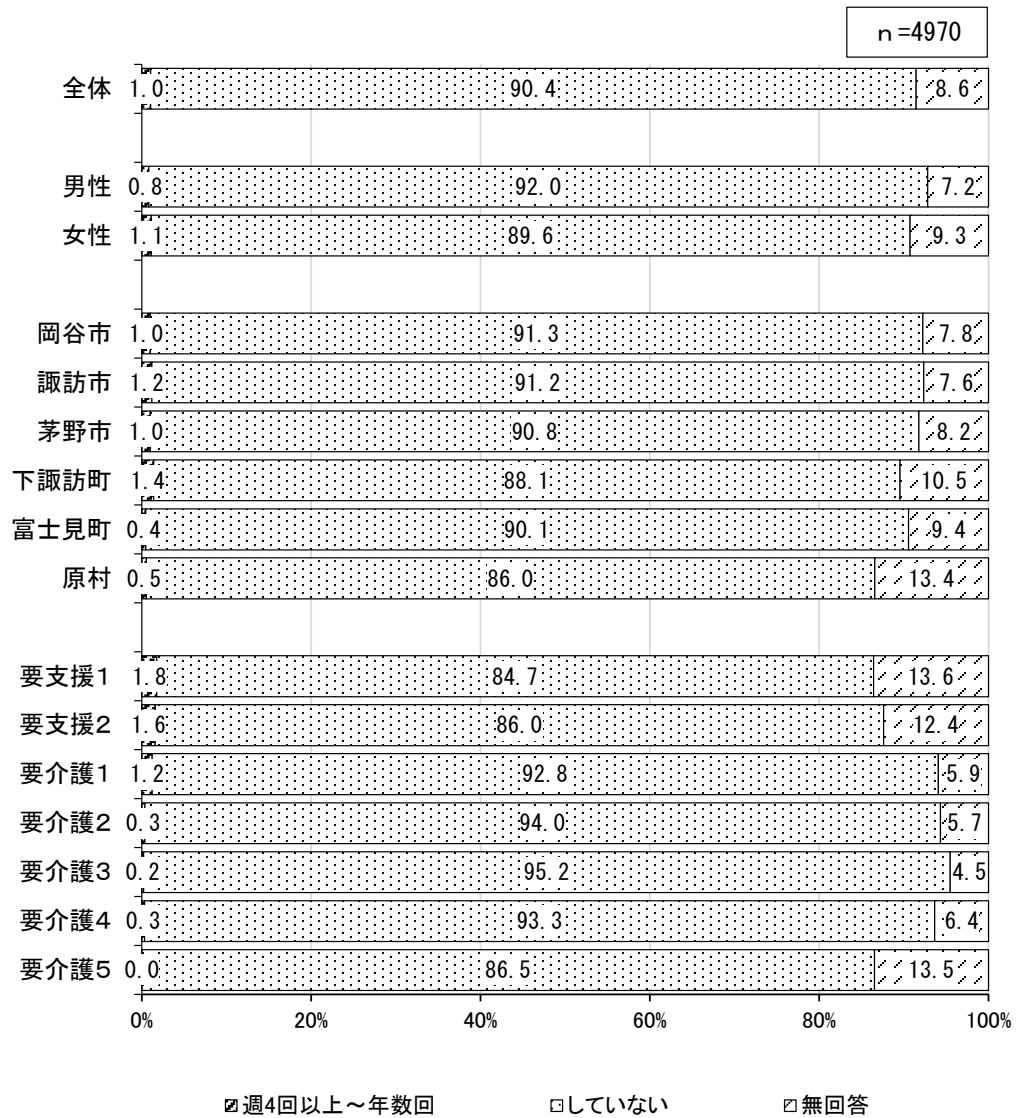 ｎ=4970
全体 1.0 90.4 8.6
男性 0.8 92.0 7.2
女性 1.1 89.6 9.3
岡谷市 1.0 91.3 7.8
諏訪市 1.2 91.2 7.6
茅野市 1.0 90.8 8.2
下諏訪町 1.4 88.1 10.5
富士見町 0.4 90.1 9.4
原村 0.5 86.0 13.4
要支援1 1.8 84.7 13.6
要支援2 1.6 86.0 12.4
要介護1 1.2 92.8 5.9
要介護2 0.3 94.0 5.7
要介護3 0.2 95.2 4.5
要介護4 0.3 93.3 6.4
要介護5 0.0 86.5 13.5
0% 20% 40% 60% 80% 100%
週4回以上～年数回 していない 無回答